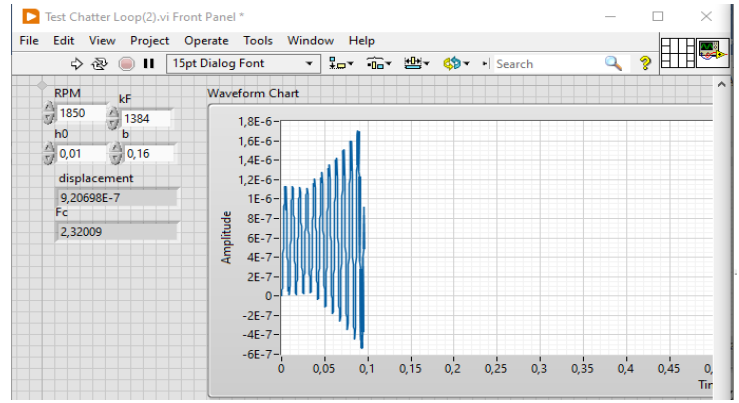 Test Chatter Loop(2).vi Front Panel *
File Edit View Project Operate Tools Window Help
15pt Dialog Font
Search
RPM
kF
1850
1384
h0
b
0,01
0,16
displacement
9,20698E-7
Fc
2,32009
Waveform Chart
Amplitude
1,8E-6
1,6E-6
1,4E-6
1,2E-6
1E-6
8E-7
6E-7
4E-7
2E-7
0
-2E-7
-4E-7
-6E-7
0 0,05 0,1 0,15 0,2 0,25 0,3 0,35 0,4 0,45